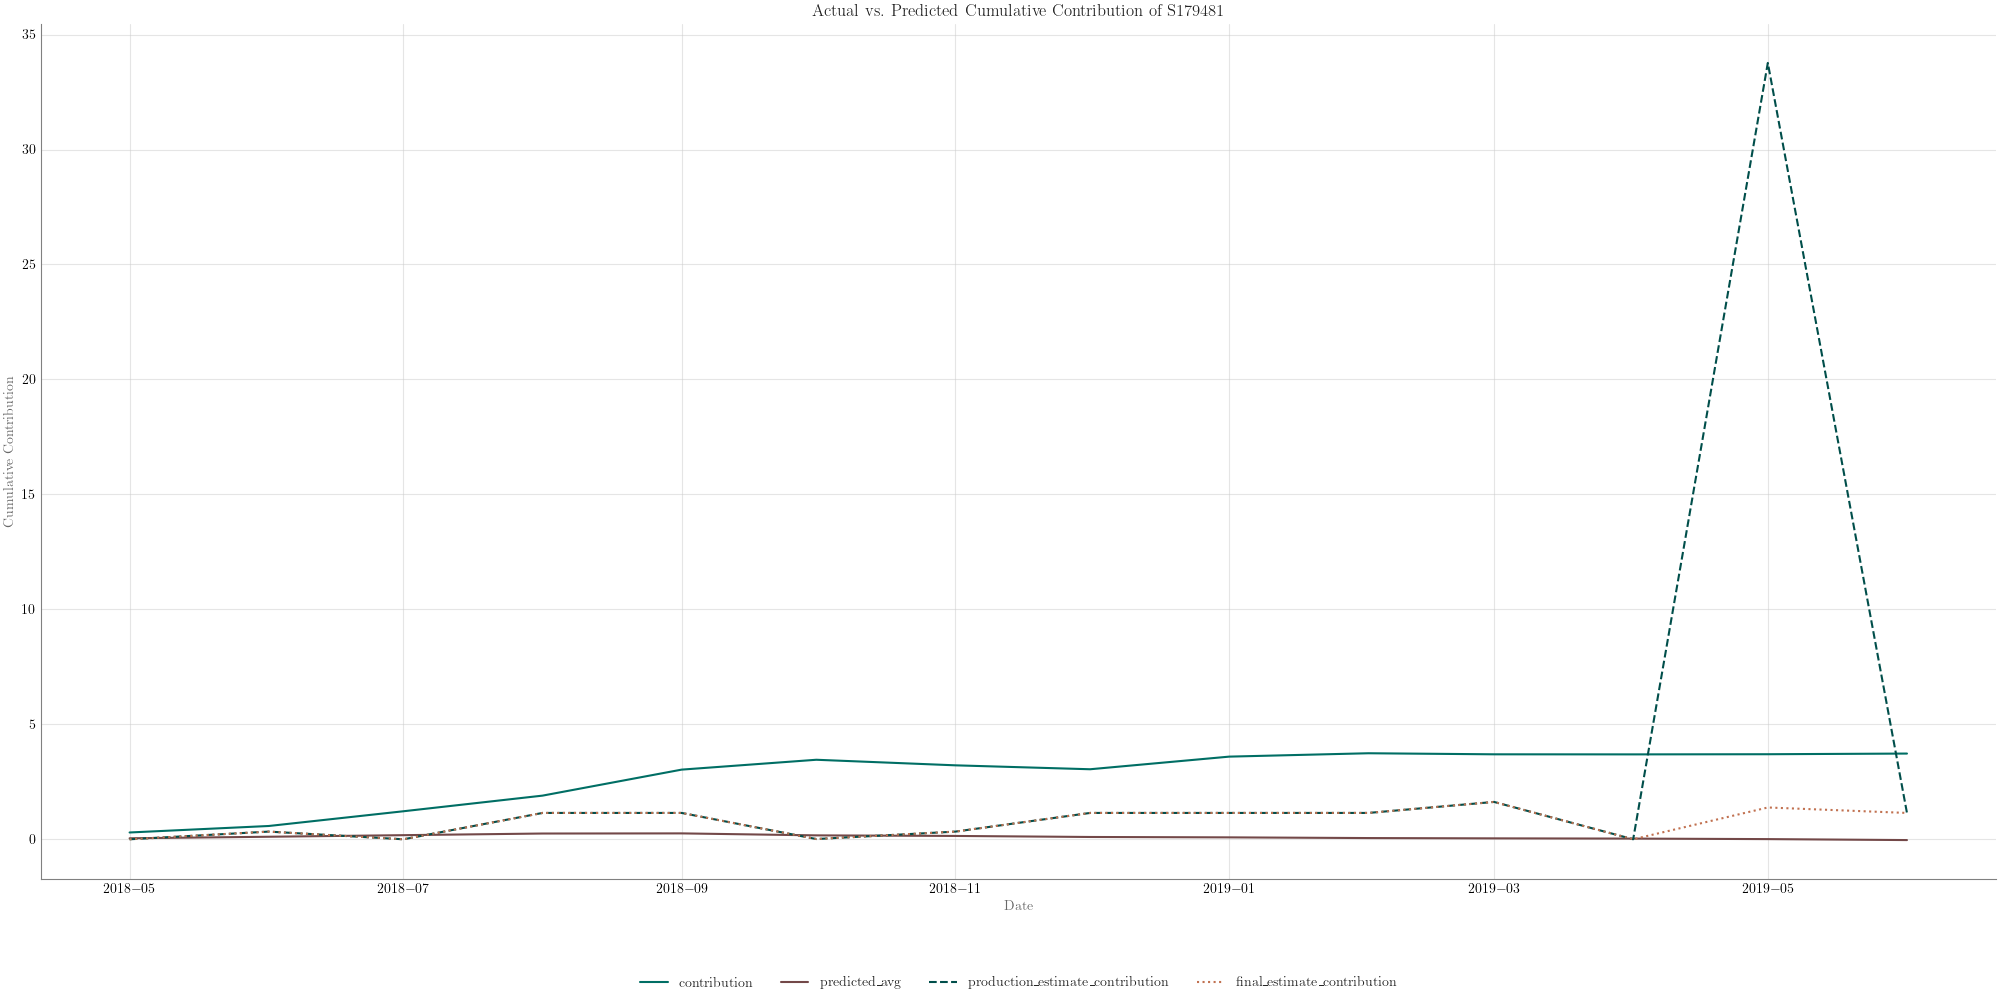 Actual vs. Predicted Cumulative Contribution of S179481
35
30
25
20
15
10
5
0
Cumulative Contribution
2018−05 2018−07 2018−09 2018−11 2019−01 2019−03 2019−05
Date
contribution predicted_avg production_estimate_contribution final_estimate_contribution